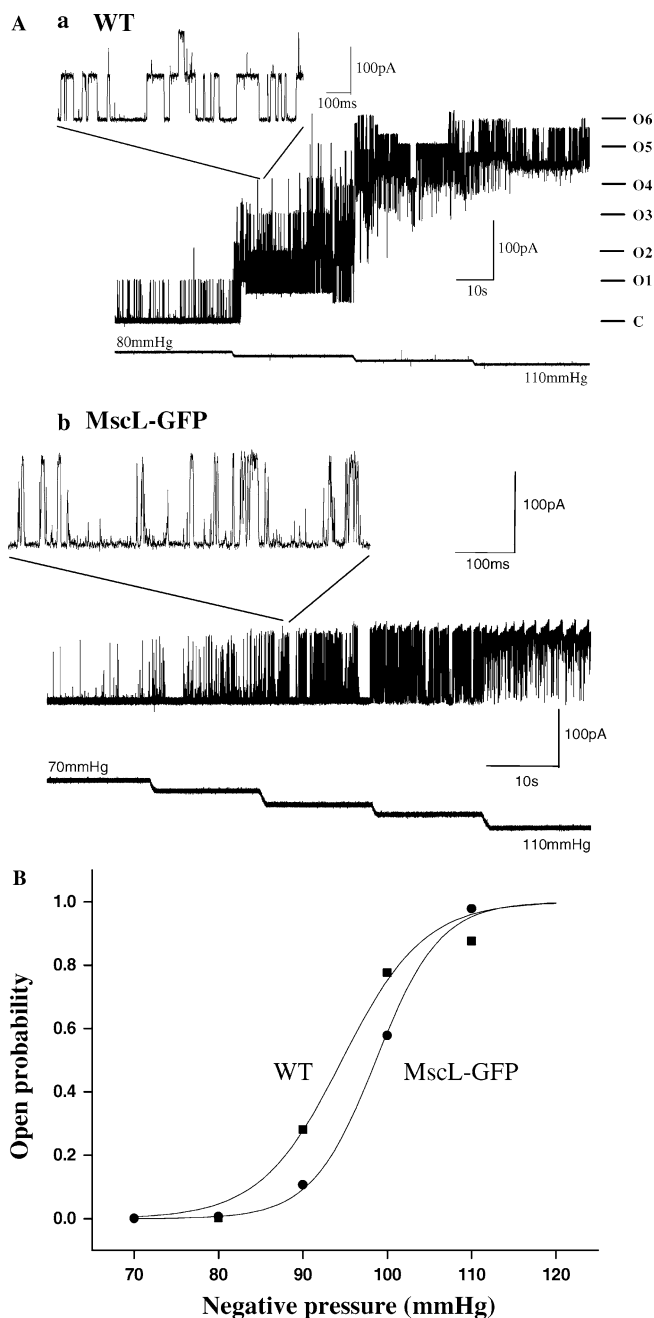 A a WT
100pA
100ms
O6
O5
O4
O3
O2
O1
C
100pA
10s
80mmHg
110mmHg
b MscL-GFP
100pA
100ms
100pA
10s
70mmHg
110mmHg
B
1.0
0.8
0.6
0.4
0.2
0.0
Open probability
WT MscL-GFP
70 80 90 100 110 120
Negative pressure (mmHg)